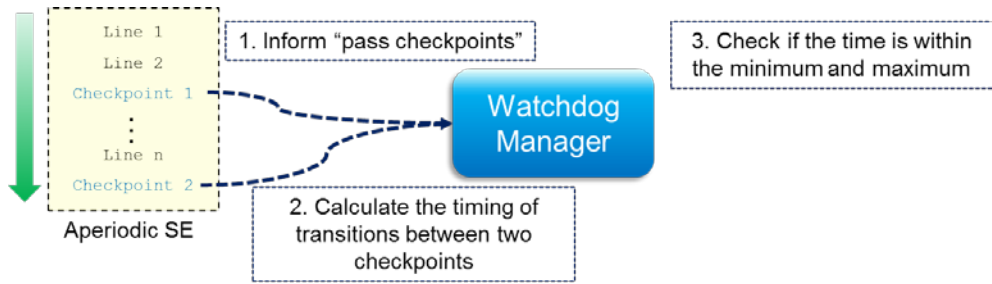 Line 1
Line 2
Checkpoint 1
Line n
Checkpoint 2
Aperiodic SE
1. Inform “pass checkpoints”
Watchdog
Manager
2. Calculate the timing of
transitions between two
checkpoints
3. Check if the time is within
the minimum and maximum